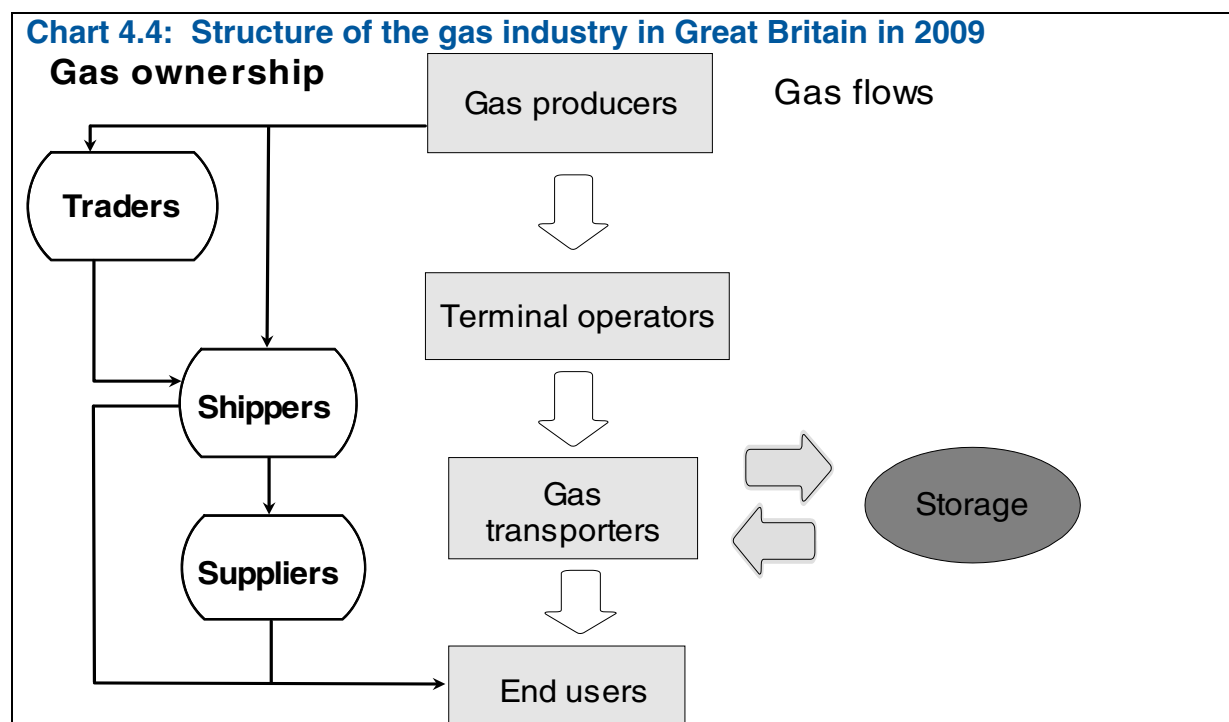 Chart 4.4: Structure of the gas industry in Great Britain in 2009
Gas ownership
Gas flows
Gas producers
Traders
Terminal operators
Shippers
Gas
transporters
Storage
Suppliers
End users